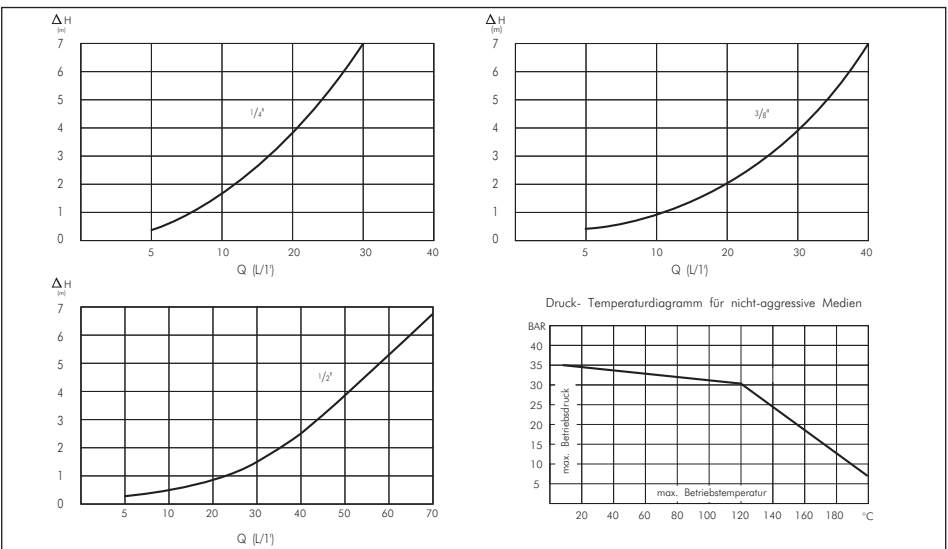 Δ H
(m)
7
6
5
4
3
2
1
0
1/4"
5 10 20 30 40
Q (L/1')
Δ H
(m)
7
6
5
4
3
2
1
0
3/8"
5 10 20 30 40
Q (L/1')
Δ H
(m)
7
6
5
4
3
2
1
0
1/2"
5 10 20 30 40 50 60 70
Q (L/1')
Druck- Temperaturdiagramm für nicht-aggressive Medien
BAR
40
35
30
25
20
15
10
5
max. Betriebsdruck
max. Betriebstemperatur
20 40 60 80 100 120 140 160 180 °C